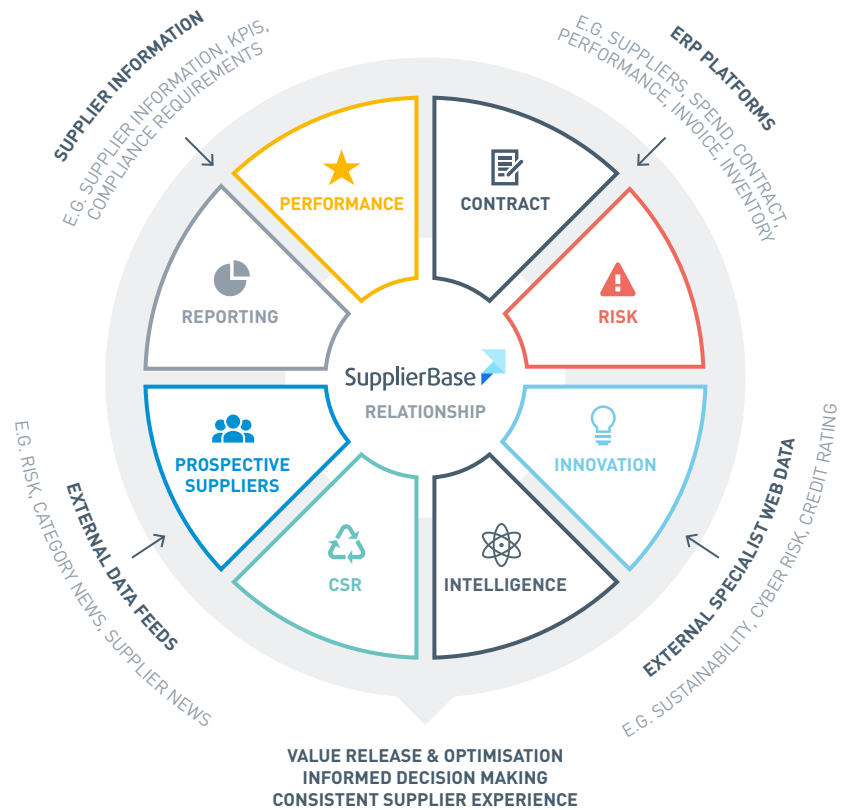 SUPPLIER INFORMATION
E.G. SUPPLIER INFORMATION, KPIS,
COMPLIANCE REQUIREMENTS
ERP PLATFORMS
E.G. SUPPLIERS, SPEND, CONTRACT,
PERFORMANCE, INVOICE, INVENTORY
PERFORMANCE
CONTRACT
REPORTING
RISK
SupplierBase
RELATIONSHIP
PROSPECTIVE
SUPPLIERS
INNOVATION
CSR
INTELLIGENCE
EXTERNAL DATA FEEDS
E.G. RISK, CATEGORY NEWS, SUPPLIER NEWS
EXTERNAL SPECIALIST WEB DATA
E.G. SUSTAINABILITY, CYBER RISK, CREDIT RATING
VALUE RELEASE & OPTIMISATION
INFORMED DECISION MAKING
CONSISTENT SUPPLIER EXPERIENCE